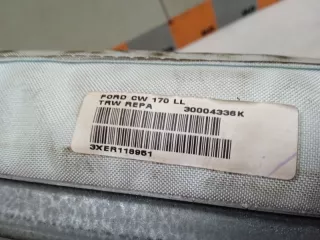 FORD CW 170 LL
TRW REPA 30004336K
3XER118951